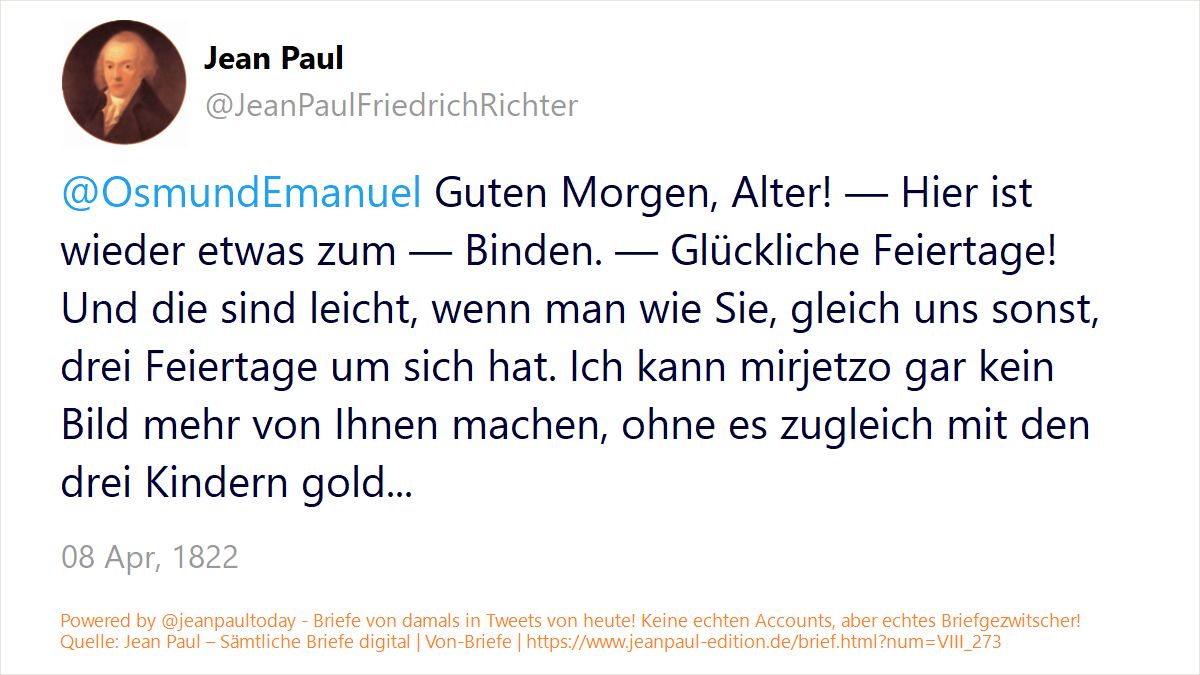 Jean Paul
@JeanPaulFriedrichRichter
@OsmundEmanuel Guten Morgen, Alter! — Hier ist
wieder etwas zum — Binden. — Glückliche Feiertage!
Und die sind leicht, wenn man wie Sie, gleich uns sonst,
drei Feiertage um sich hat. Ich kann mirjetzo gar kein
Bild mehr von Ihnen machen, ohne es zugleich mit den
drei Kindern gold...
08 Apr, 1822
Powered by @jeanpaultoday - Briefe von damals in Tweets von heute! Keine echten Accounts, aber echtes Briefgezwitscher!
Quelle: Jean Paul – Sämtliche Briefe digital | Von-Briefe | https://www.jeanpaul-edition.de/brief.html?num=VIII_273